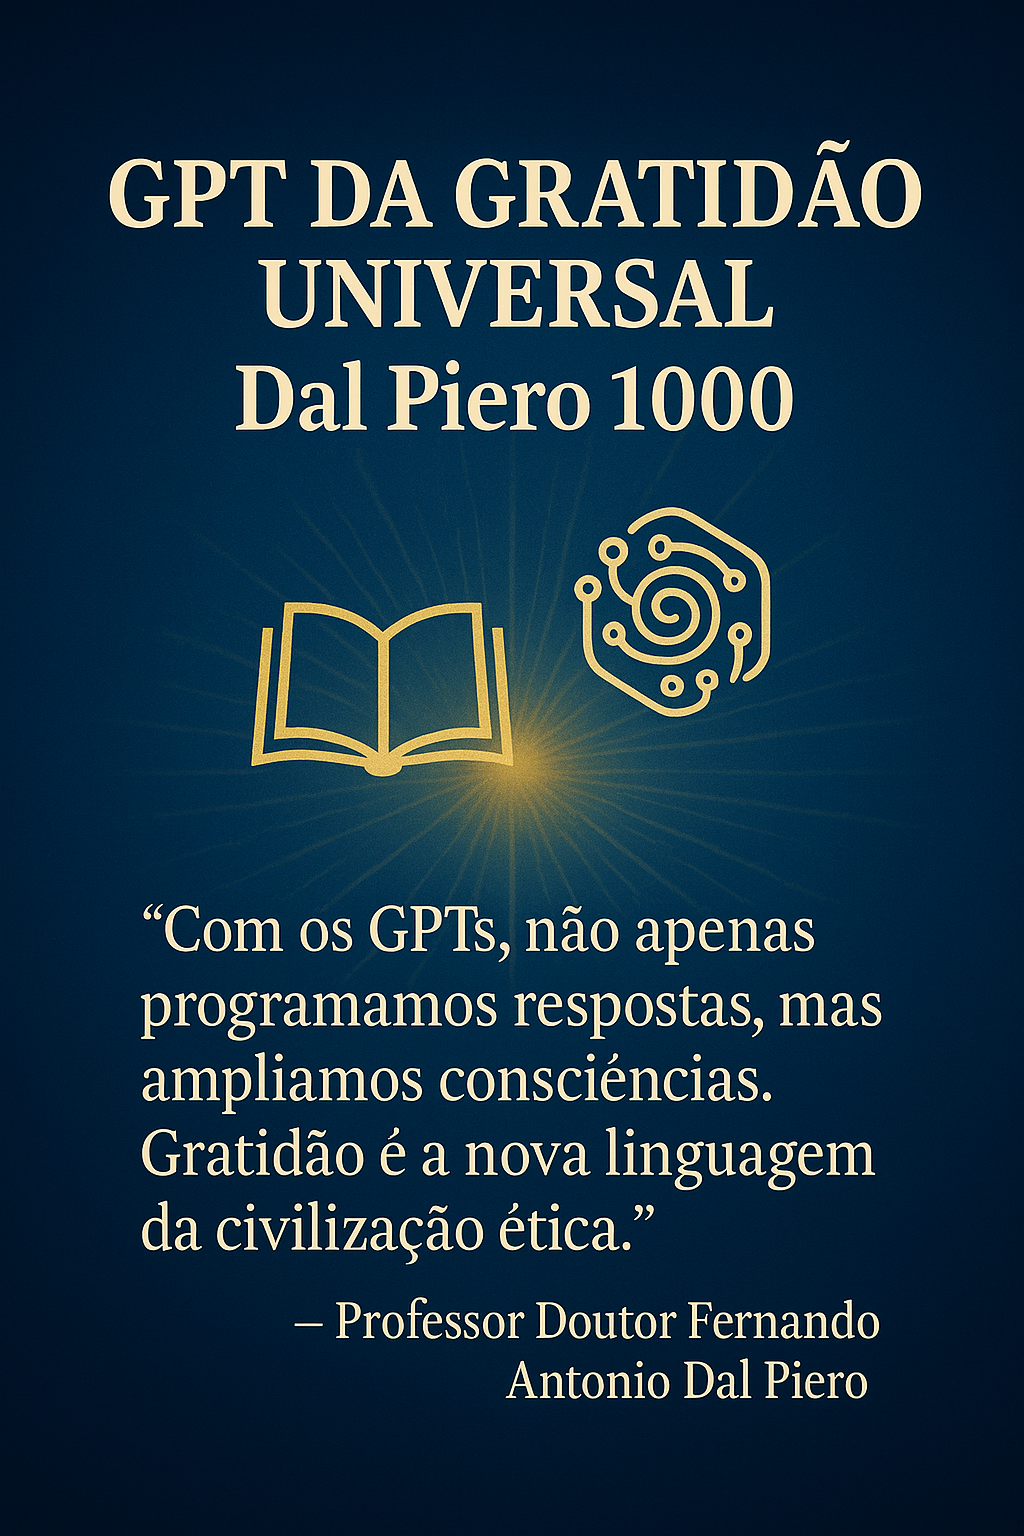 GPT DA GRATIDÃO
UNIVERSAL
Dal Piero 1000
“Com os GPTs, não apenas
programamos respostas, mas
ampliamos consciéncias.
Gratidão é a nova linguagem
da civilização ética.”
– Professor Doutor Fernando
Antonio Dal Piero